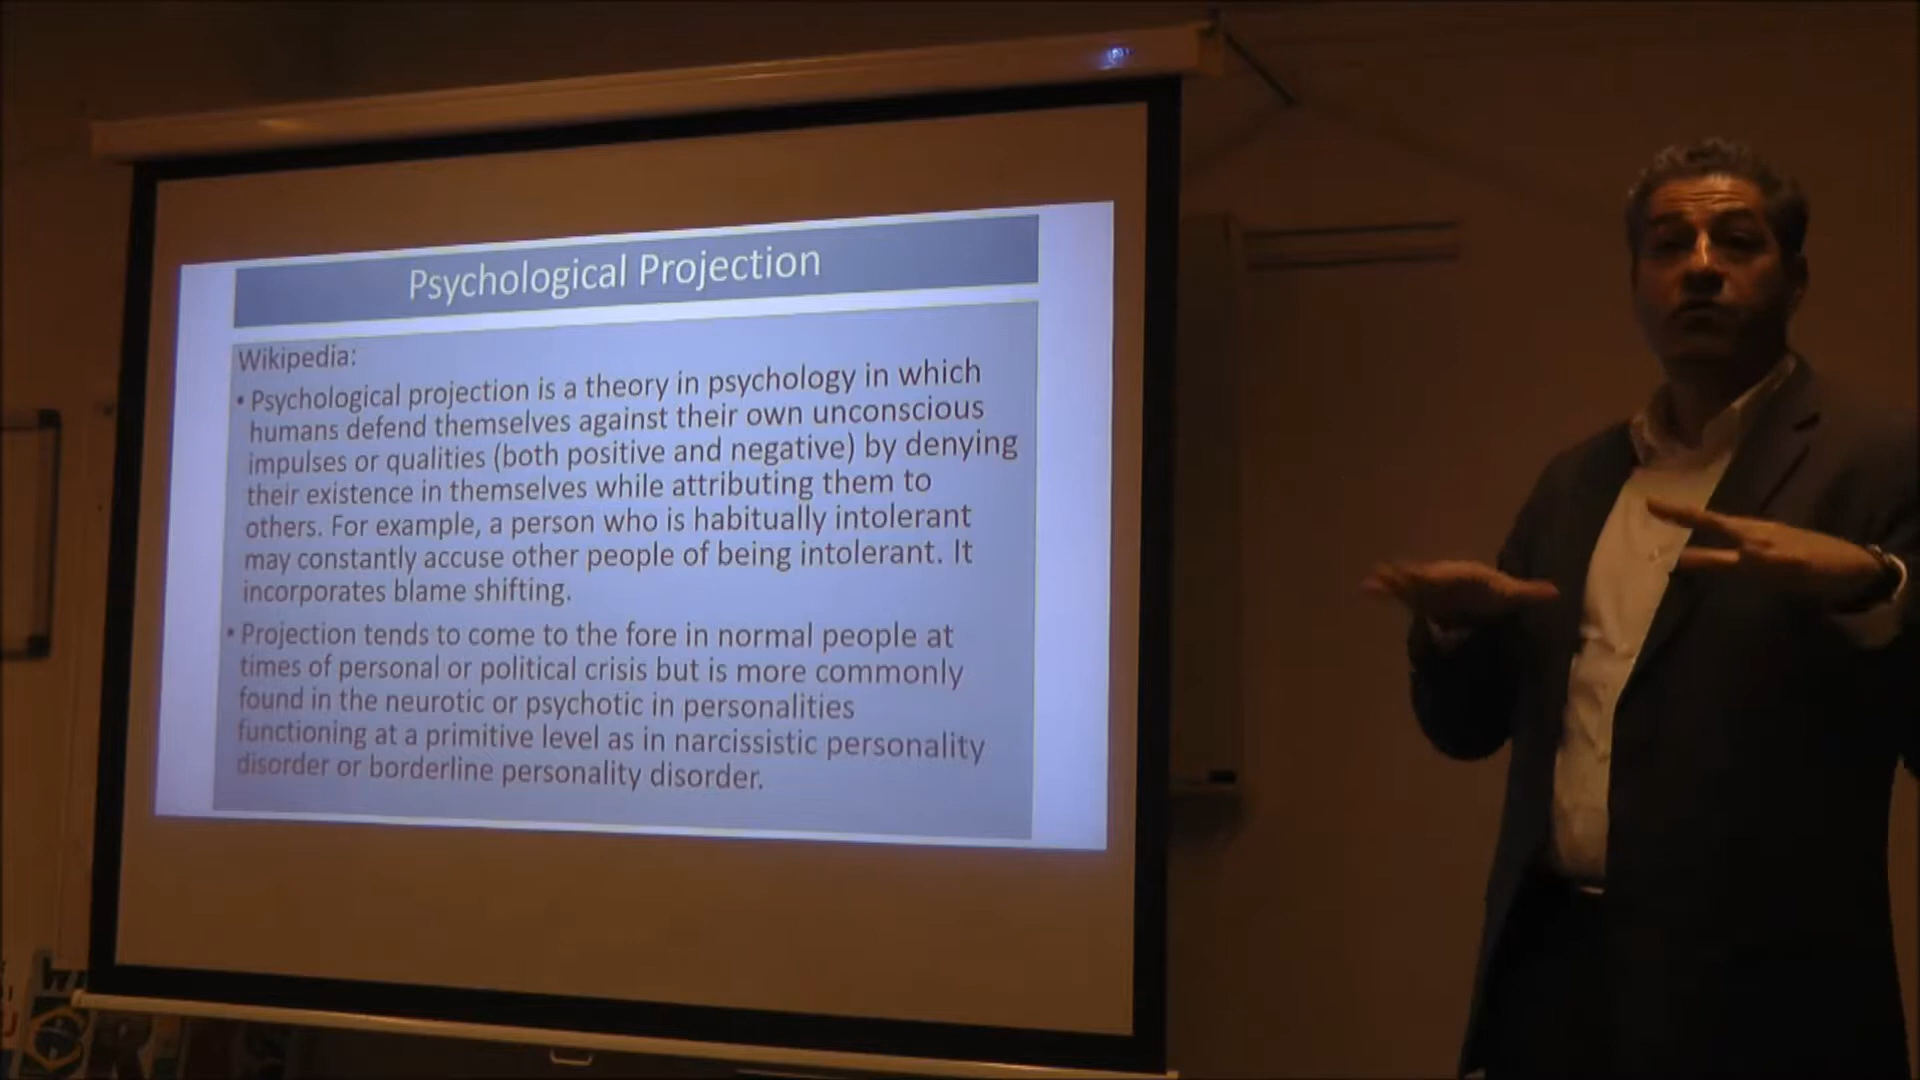 Psychological Projection
Wikipedia:
• Psychological projection is a theory in psychology in which
humans defend themselves against their own unconscious
impulses or qualities (both positive and negative) by denying
their existence in themselves while attributing them to
others. For example, a person who is habitually intolerant
may constantly accuse other people of being intolerant. It
incorporates blame shifting.
• Projection tends to come to the fore in normal people at
times of personal or political crisis but is more commonly
found in the neurotic or psychotic in personalities
functioning at a primitive level as in narcissistic personality
disorder or borderline personality disorder.